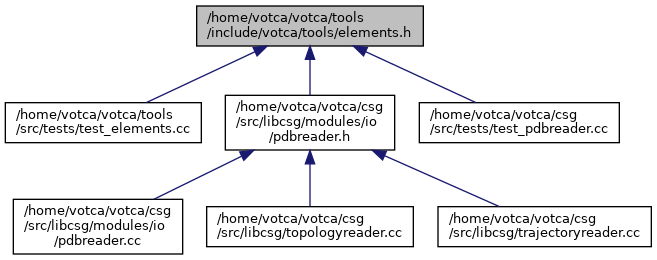 /home/votca/votca/tools
/include/votca/tools/elements.h
/home/votca/votca/tools
/src/tests/test_elements.cc
/home/votca/votca/csg
/src/libcsg/modules/io
/pdbreader.h
/home/votca/votca/csg
/src/tests/test_pdbreader.cc
/home/votca/votca/csg
/src/libcsg/modules/io
/pdbreader.cc
/home/votca/votca/csg
/src/libcsg/topologyreader.cc
/home/votca/votca/csg
/src/libcsg/trajectoryreader.cc